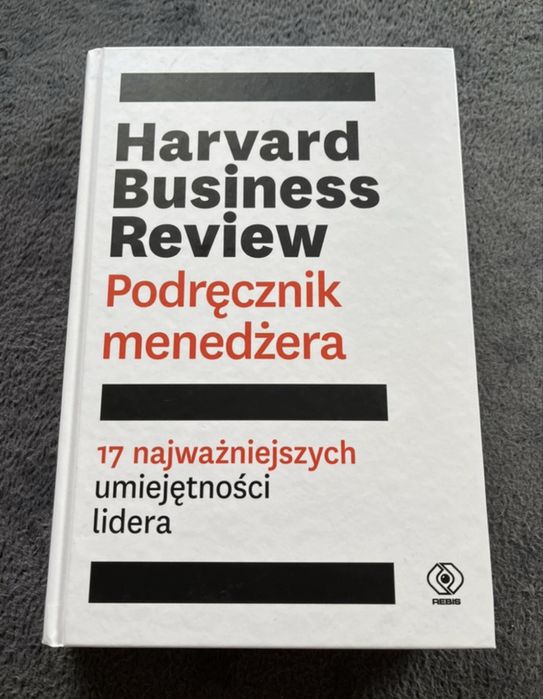 Harvard
Business
Review
Podręcznik
menedżera
17 najważniejszych
umiejętności
lidera
REBIS